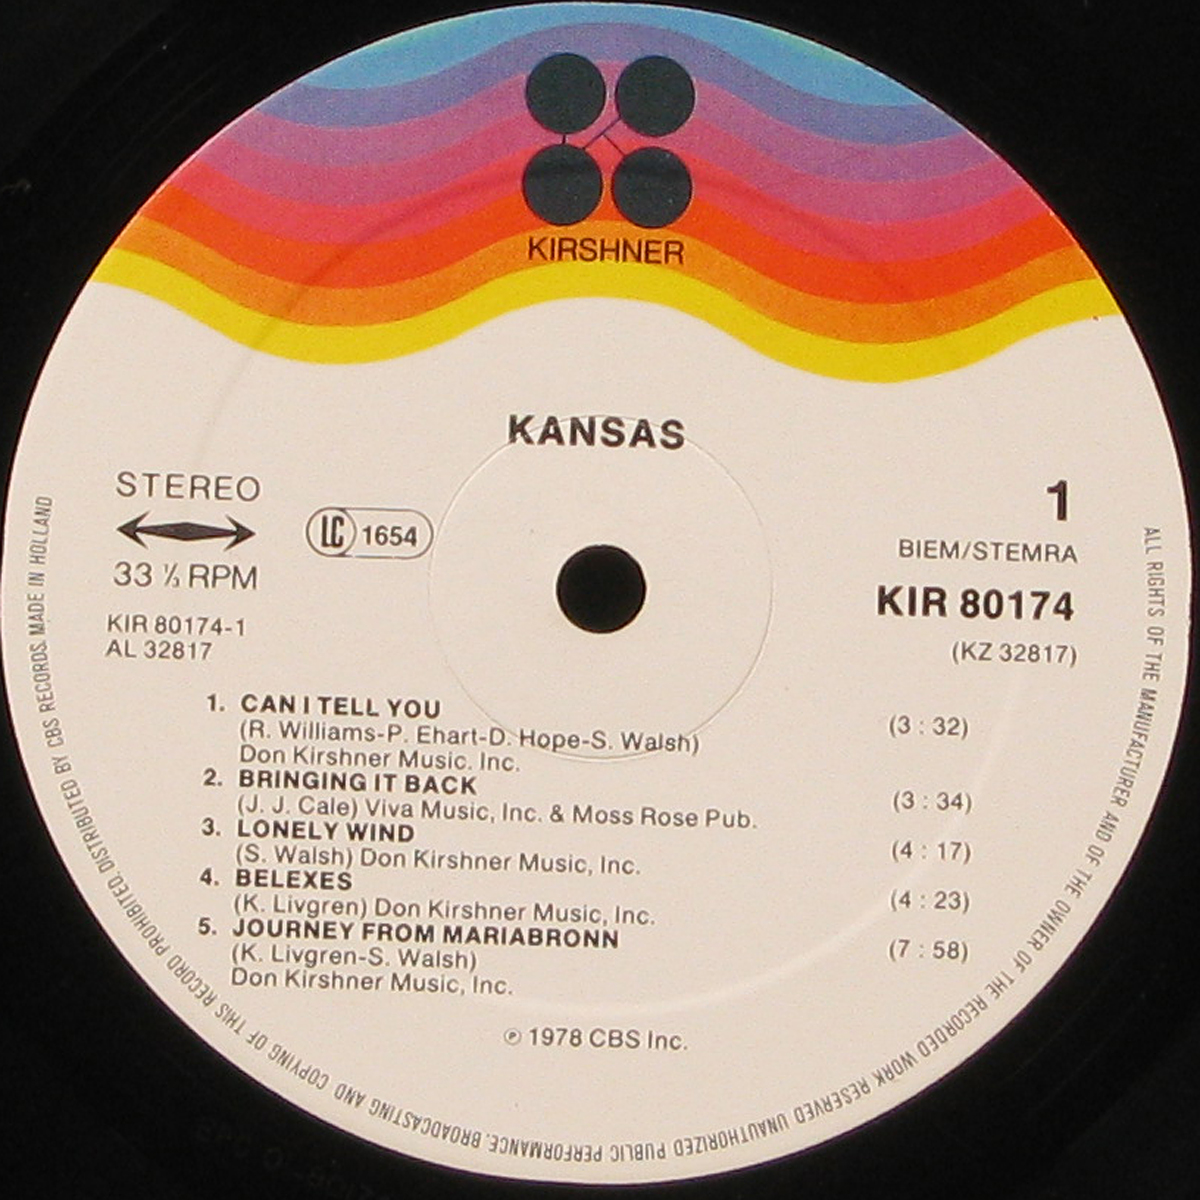 KIRSHNER
KANSAS
STEREO
33 ⅓ RPM
LC 1654
KIR 80174-1
AL 32817
1
BIEM/STEMRA
KIR 80174
(KZ 32817)
1. CAN I TELL YOU
(R. Williams-P. Ehart-D. Hope-S. Walsh) (3 : 32)
Don Kirshner Music. Inc.
2. BRINGING IT BACK
(J. J. Cale) Viva Music, Inc. & Moss Rose Pub. (3 : 34)
3. LONELY WIND
(S. Walsh) Don Kirshner Music, Inc. (4 : 17)
4. BELEXES
(K. Livgren) Don Kirshner Music, Inc. (4 : 23)
5. JOURNEY FROM MARIABRONN
(K. Livgren-S. Walsh) (7 : 58)
Don Kirshner Music, Inc.
℗ 1978 CBS Inc.
ALL RIGHTS OF THE MANUFACTURER AND OF THE OWNER OF THE RECORDED WORK RESERVED UNAUTHORIZED PUBLIC PERFORMANCE. BROADCASTING AND COPYING OF THIS RECORD PROHIBITED. DISTRIBUTED BY CBS RECORDS. MADE IN HOLLAND